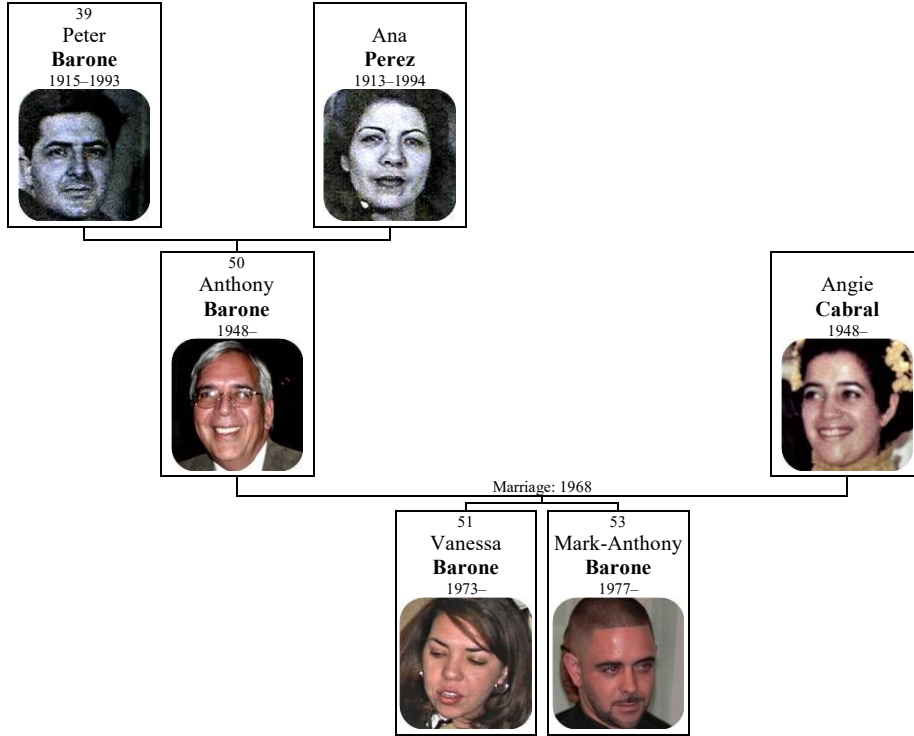 39
Peter
Barone
1915–1993
Ana
Perez
1913–1994
50
Anthony
Barone
1948–
Angie
Cabral
1948–
Marriage: 1968
51
Vanessa
Barone
1973–
53
Mark-Anthony
Barone
1977–